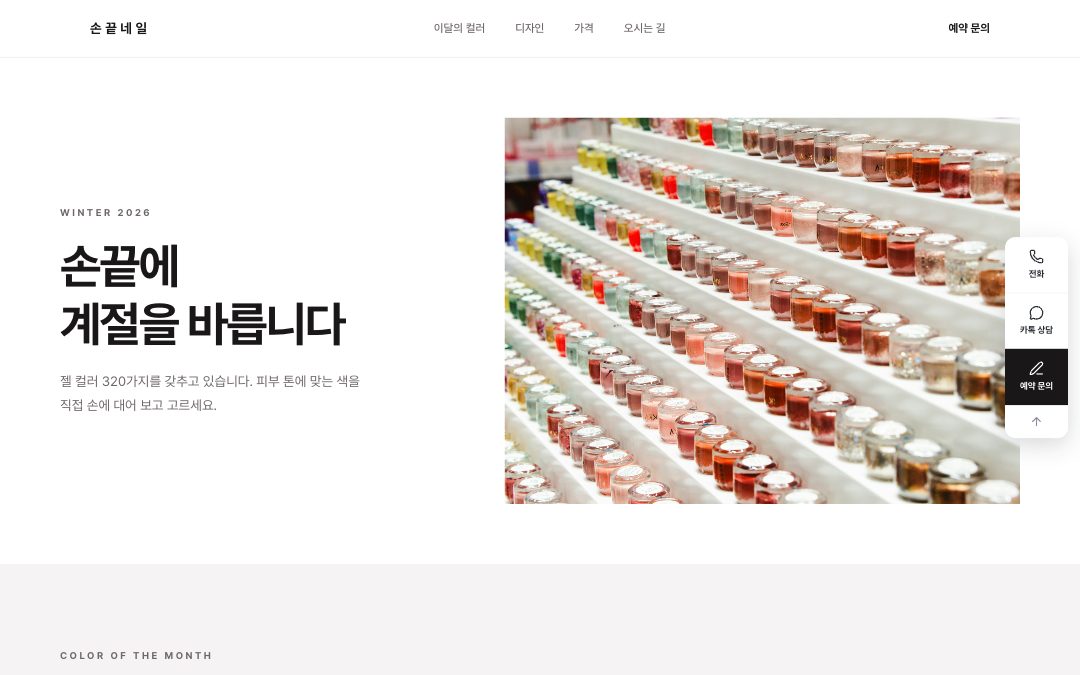 손끝네일
이달의 컬러
디자인
가격
오시는 길
예약 문의
WINTER 2026
손끝에
계절을 바릅니다
젤 컬러 320가지를 갖추고 있습니다. 피부 톤에 맞는 색을
직접 손에 대어 보고 고르세요.
전화
카톡 상담
예약 문의
COLOR OF THE MONTH